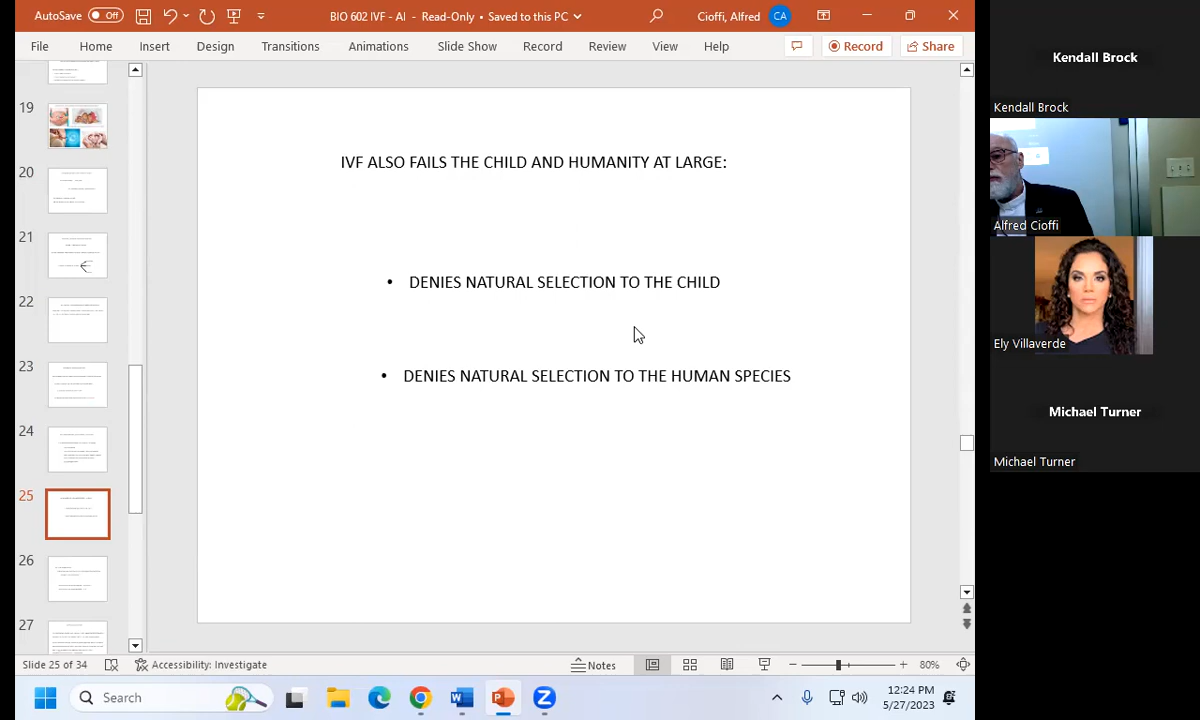 AutoSave Off
BIO 602 IVF - AI - Read-Only • Saved to this PC
Cioffi, Alfred CA
File Home Insert Design Transitions Animations Slide Show Record Review View Help Record Share
19
20
21
22
23
24
25
26
27
IVF ALSO FAILS THE CHILD AND HUMANITY AT LARGE:
• DENIES NATURAL SELECTION TO THE CHILD
• DENIES NATURAL SELECTION TO THE HUMAN SPECIES
Slide 25 of 34 Accessibility: Investigate Notes 80%
Search
12:24 PM
5/27/2023
Kendall Brock
Kendall Brock
Alfred Cioffi
Ely Villaverde
Michael Turner
Michael Turner